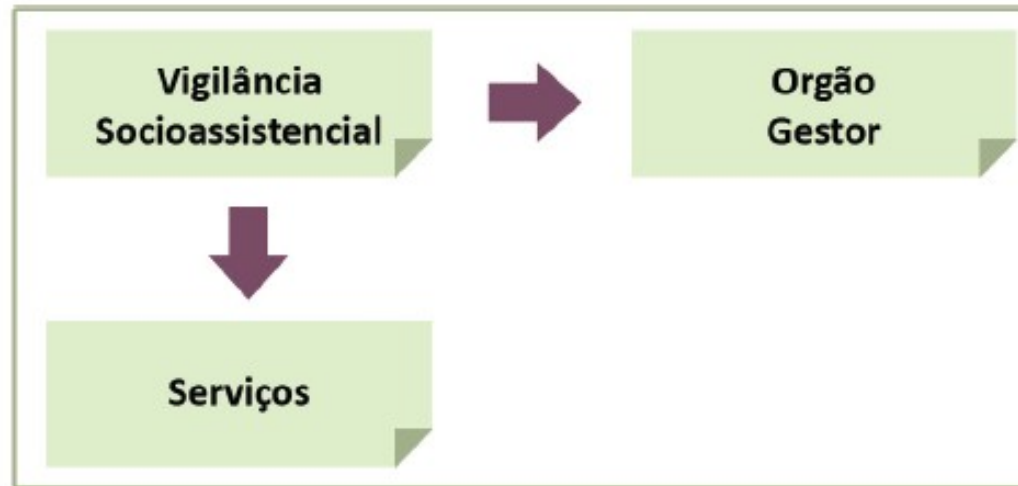 Vigilância
Socioassistencial
Orgão
Gestor
Serviços